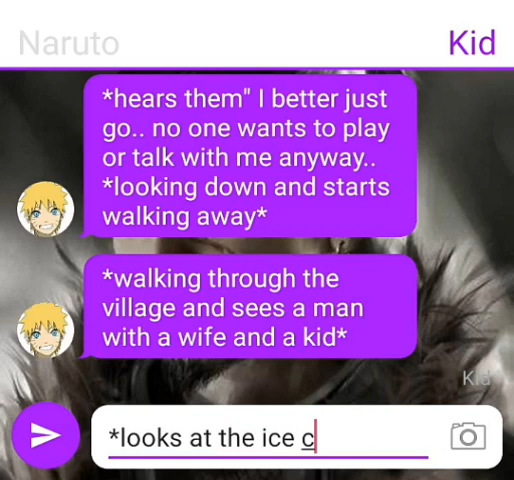 Naruto Kid
*hears them" I better just
go.. no one wants to play
or talk with me anyway..
*looking down and starts
walking away*
*walking through the
village and sees a man
with a wife and a kid*
Kid
*looks at the ice c